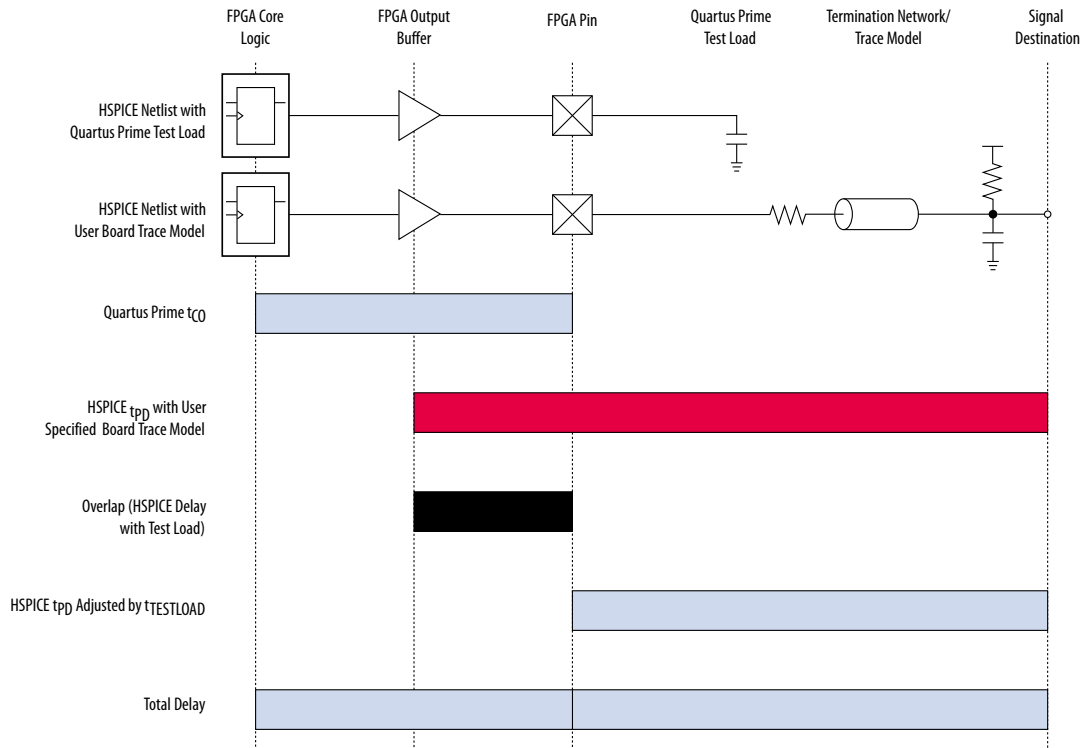 FPGA Core
Logic
FPGA Output
Buffer
FPGA Pin
Quartus Prime
Test Load
Termination Network/
Trace Model
Signal
Destination
HSPICE Netlist with
Quartus Prime Test Load
HSPICE Netlist with
User Board Trace Model
Quartus Prime tCO
HSPICE tPD with User
Specified Board Trace Model
Overlap (HSPICE Delay
with Test Load)
HSPICE tPD Adjusted by tTESTLOAD
Total Delay